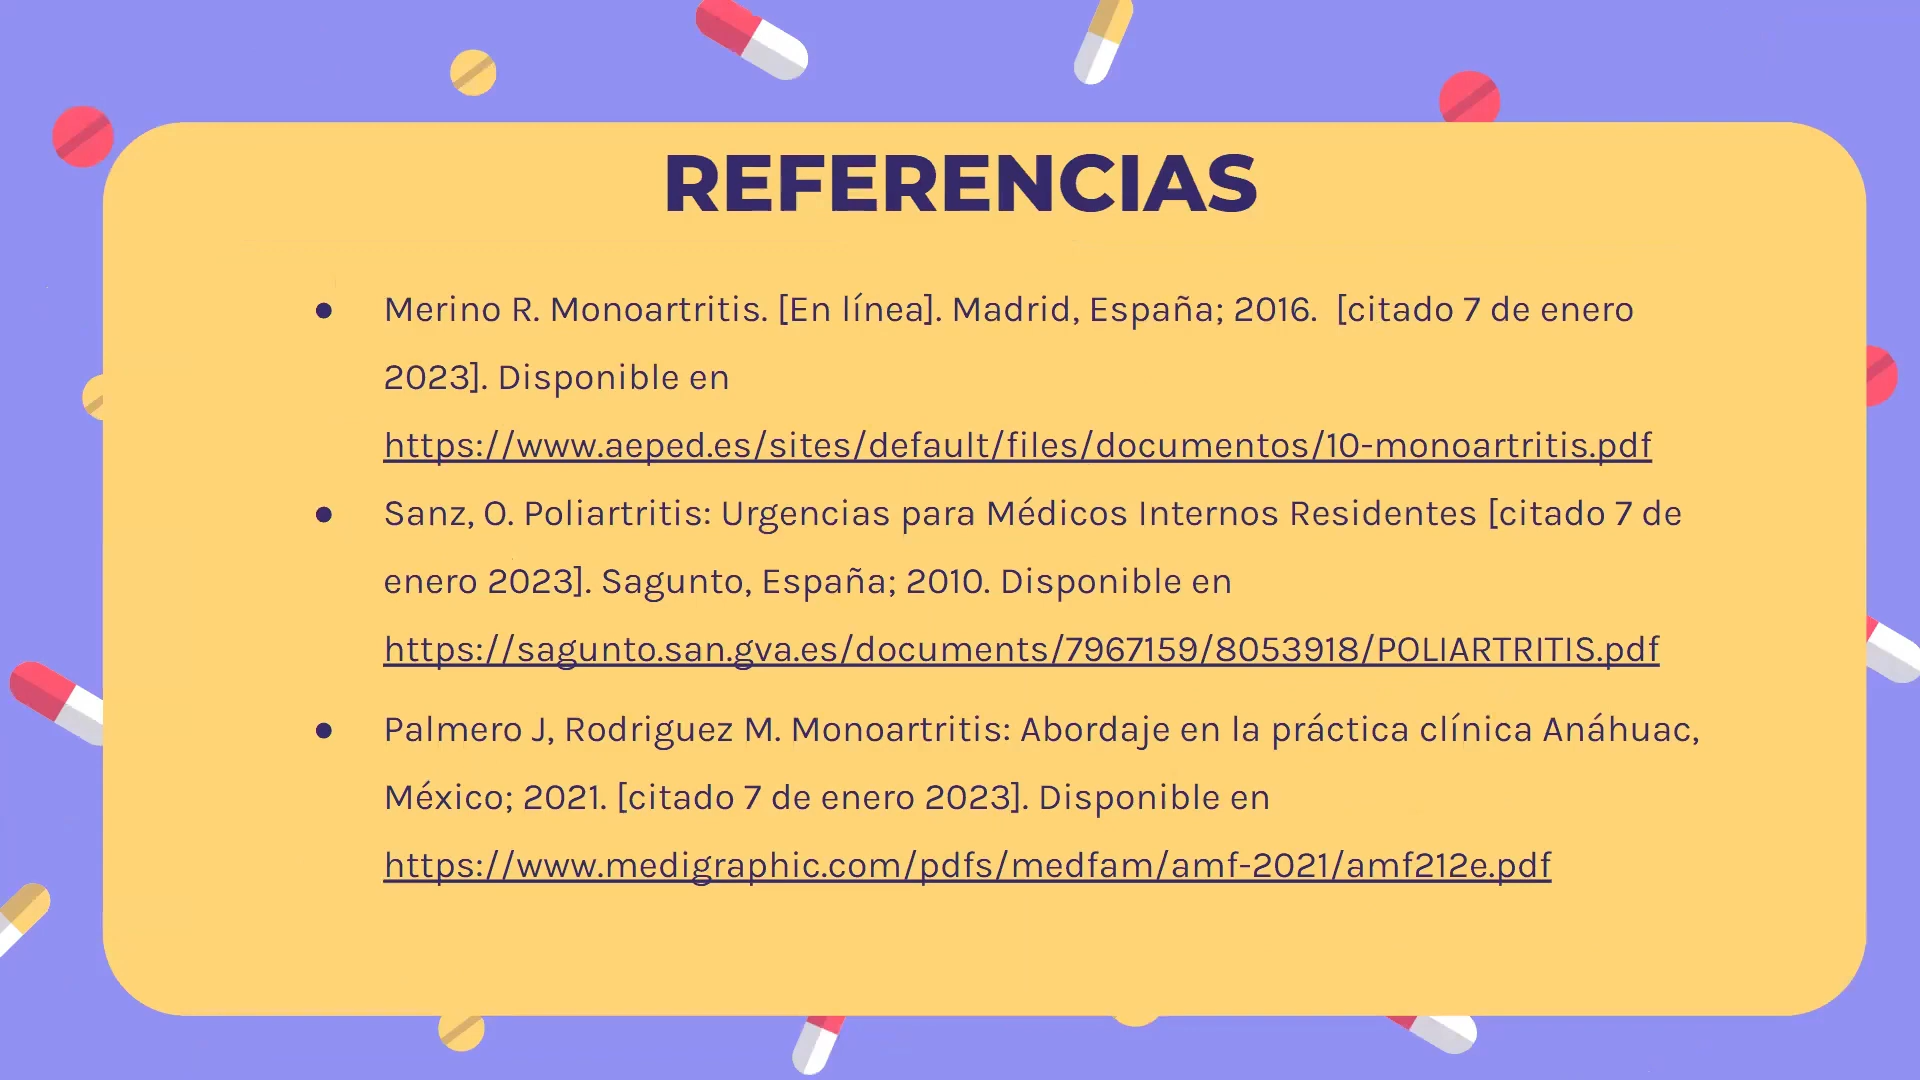 REFERENCIAS
● Merino R. Monoartritis. [En línea]. Madrid, España; 2016.  [citado 7 de enero
2023]. Disponible en
https://www.aeped.es/sites/default/files/documentos/10-monoartritis.pdf
● Sanz, O. Poliartritis: Urgencias para Médicos Internos Residentes [citado 7 de
enero 2023]. Sagunto, España; 2010. Disponible en
https://sagunto.san.gva.es/documents/7967159/8053918/POLIARTRITIS.pdf
● Palmero J, Rodriguez M. Monoartritis: Abordaje en la práctica clínica Anáhuac,
México; 2021. [citado 7 de enero 2023]. Disponible en
https://www.medigraphic.com/pdfs/medfam/amf-2021/amf212e.pdf